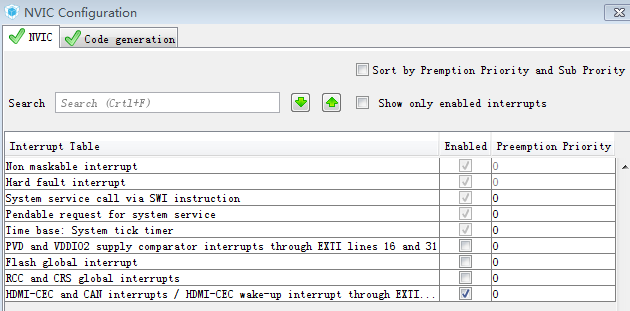 NVIC Configuration
NVIC
Code generation
Sort by Premption Priority and Sub Prority
Search
Search (Crtl+F)
Show only enabled interrupts
Interrupt Table Enabled Preemption Priority
Non maskable interrupt 0
Hard fault interrupt 0
System service call via SWI instruction 0
Pendable request for system service 0
Time base: System tick timer 0
PVD and VDDIO2 supply comparator interrupts through EXTI lines 16 and 31 0
Flash global interrupt 0
RCC and CRS global interrupts 0
HDMI-CEC and CAN interrupts / HDMI-CEC wake-up interrupt through EXTI... 0